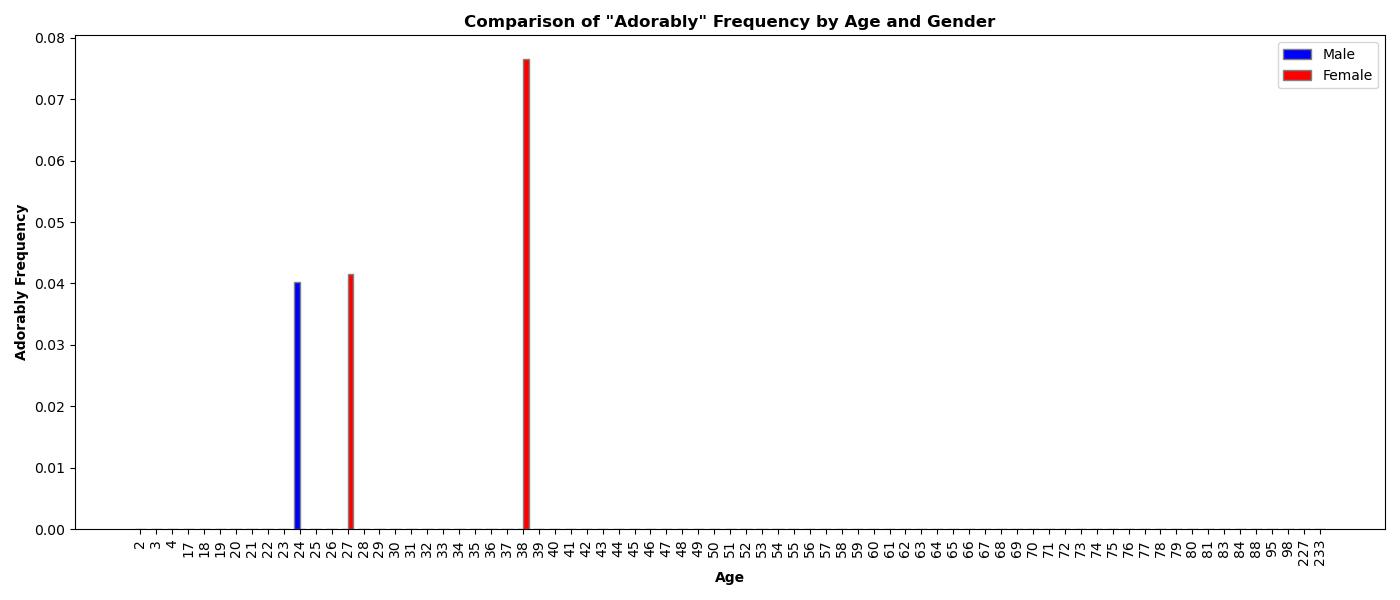 Comparison of "Adorably" Frequency by Age and Gender
Male
Female
Adorably Frequency
0.08
0.07
0.06
0.05
0.04
0.03
0.02
0.01
0.00
2 3 4 17 18 19 20 21 22 23 24 25 26 27 28 29 30 31 32 33 34 35 36 37 38 39 40 41 42 43 44 45 46 47 48 49 50 51 52 53 54 55 56 57 58 59 60 61 62 63 64 65 66 67 68 69 70 71 72 73 74 75 76 77 78 79 80 81 83 84 88 95 98 227 233
Age